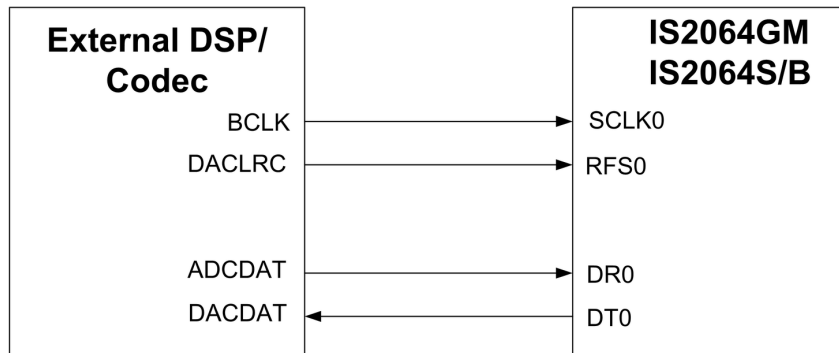 External DSP/
Codec
IS2064GM
IS2064S/B
BCLK
SCLK0
DACLRC
RFS0
ADCDAT
DR0
DACDAT
DT0